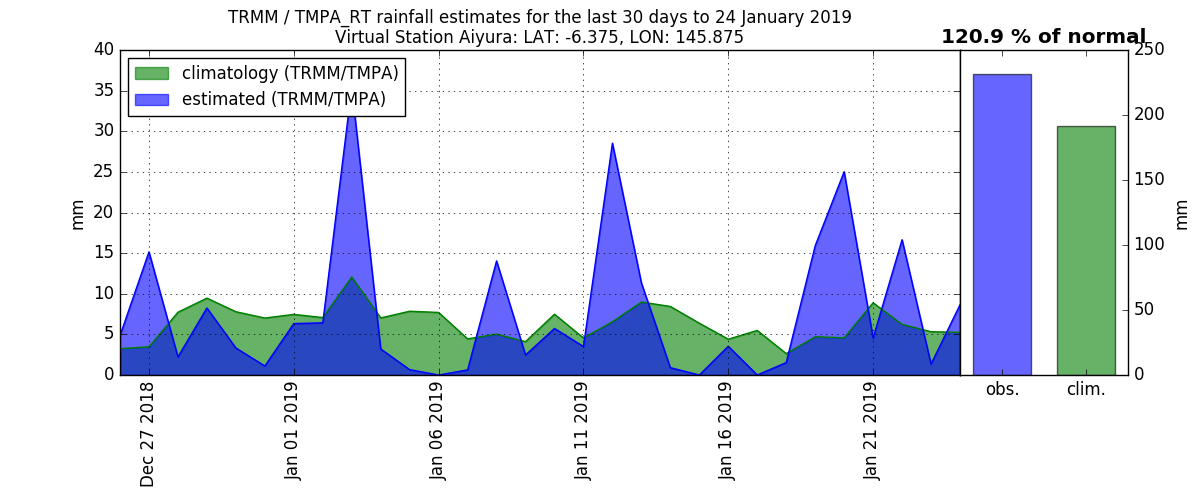 TRMM / TMPA_RT rainfall estimates for the last 30 days to 24 January 2019
Virtual Station Aiyura: LAT: -6.375, LON: 145.875
120.9 % of normal
climatology (TRMM/TMPA)
estimated (TRMM/TMPA)
mm
40
35
30
25
20
15
10
5
0
Dec 27 2018
Jan 01 2019
Jan 06 2019
Jan 11 2019
Jan 16 2019
Jan 21 2019
250
200
150
100
50
0
mm
obs.
clim.